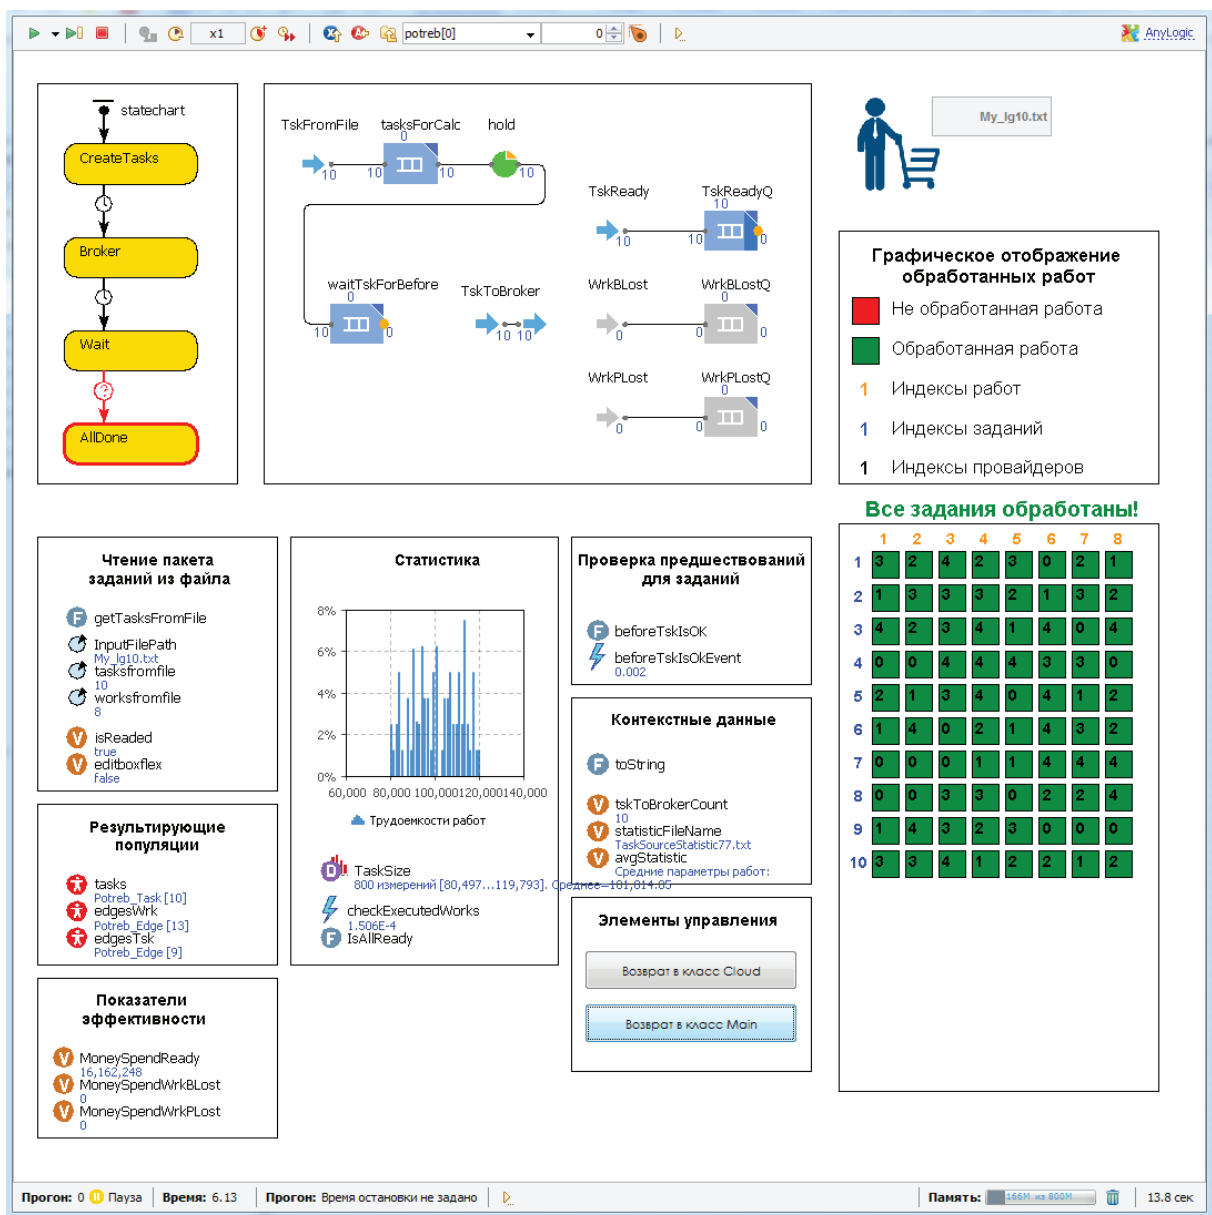 x1
potreb[0]
0
AnyLogic
statechart
CreateTasks
Broker
Wait
?
AllDone
TskFromFile
tasksForCalc
hold
0
10
10
10
10
TskReady
TskReadyQ
10
10
10
0
waitTskForBefore
0
10
0
TskToBroker
10 10
WrkBLost
WrkBLostQ
0
0
0
0
WrkPLost
WrkPLostQ
0
0
0
0
My_lg10.txt
Графическое отображение
обработанных работ
Не обработанная работа
Обработанная работа
1 Индексы работ
1 Индексы заданий
1 Индексы провайдеров
Все задания обработаны!
1 2 3 4 5 6 7 8
1 3 2 4 2 3 0 2 1
2 1 3 3 3 2 1 3 2
3 4 2 3 4 1 4 0 4
4 0 0 4 4 4 3 3 0
5 2 1 3 4 0 4 1 2
6 1 4 0 2 1 4 3 2
7 0 0 0 1 1 4 4 4
8 0 0 3 3 0 2 2 4
9 1 4 3 2 3 0 0 0
10 3 3 4 1 2 2 1 2
Чтение пакета
заданий из файла
F getTasksFromFile
InputFilePath
My_lg10.txt
tasksfromfile
10
worksfromfile
8
V isReaded
true
V editboxflex
false
Результирующие
популяции
tasks
Potreb_Task [10]
edgesWrk
Potreb_Edge [13]
edgesTsk
Potreb_Edge [9]
Показатели
эффективности
V MoneySpendReady
16,162,248
V MoneySpendWrkBLost
0
V MoneySpendWrkPLost
0
Статистика
8%
6%
4%
2%
0%
60,000 80,000 100,000 120,000 140,000
Трудоемкости работ
D TaskSize
800 измерений [80,497...119,793]. Среднее=101,014.05
checkExecutedWorks
1.506E-4
F IsAllReady
Проверка предшествований
для заданий
F beforeTskIsOK
beforeTskIsOkEvent
0.002
Контекстные данные
F toString
V tskToBrokerCount
10
V statisticFileName
TaskSourceStatistic77.txt
V avgStatistic
Средние параметры работ:
Элементы управления
Возврат в класс Cloud
Возврат в класс Main
Прогон: 0 Пауза Время: 6.13 Прогон: Время остановки не задано Память: 166M из 800M 13.8 сек